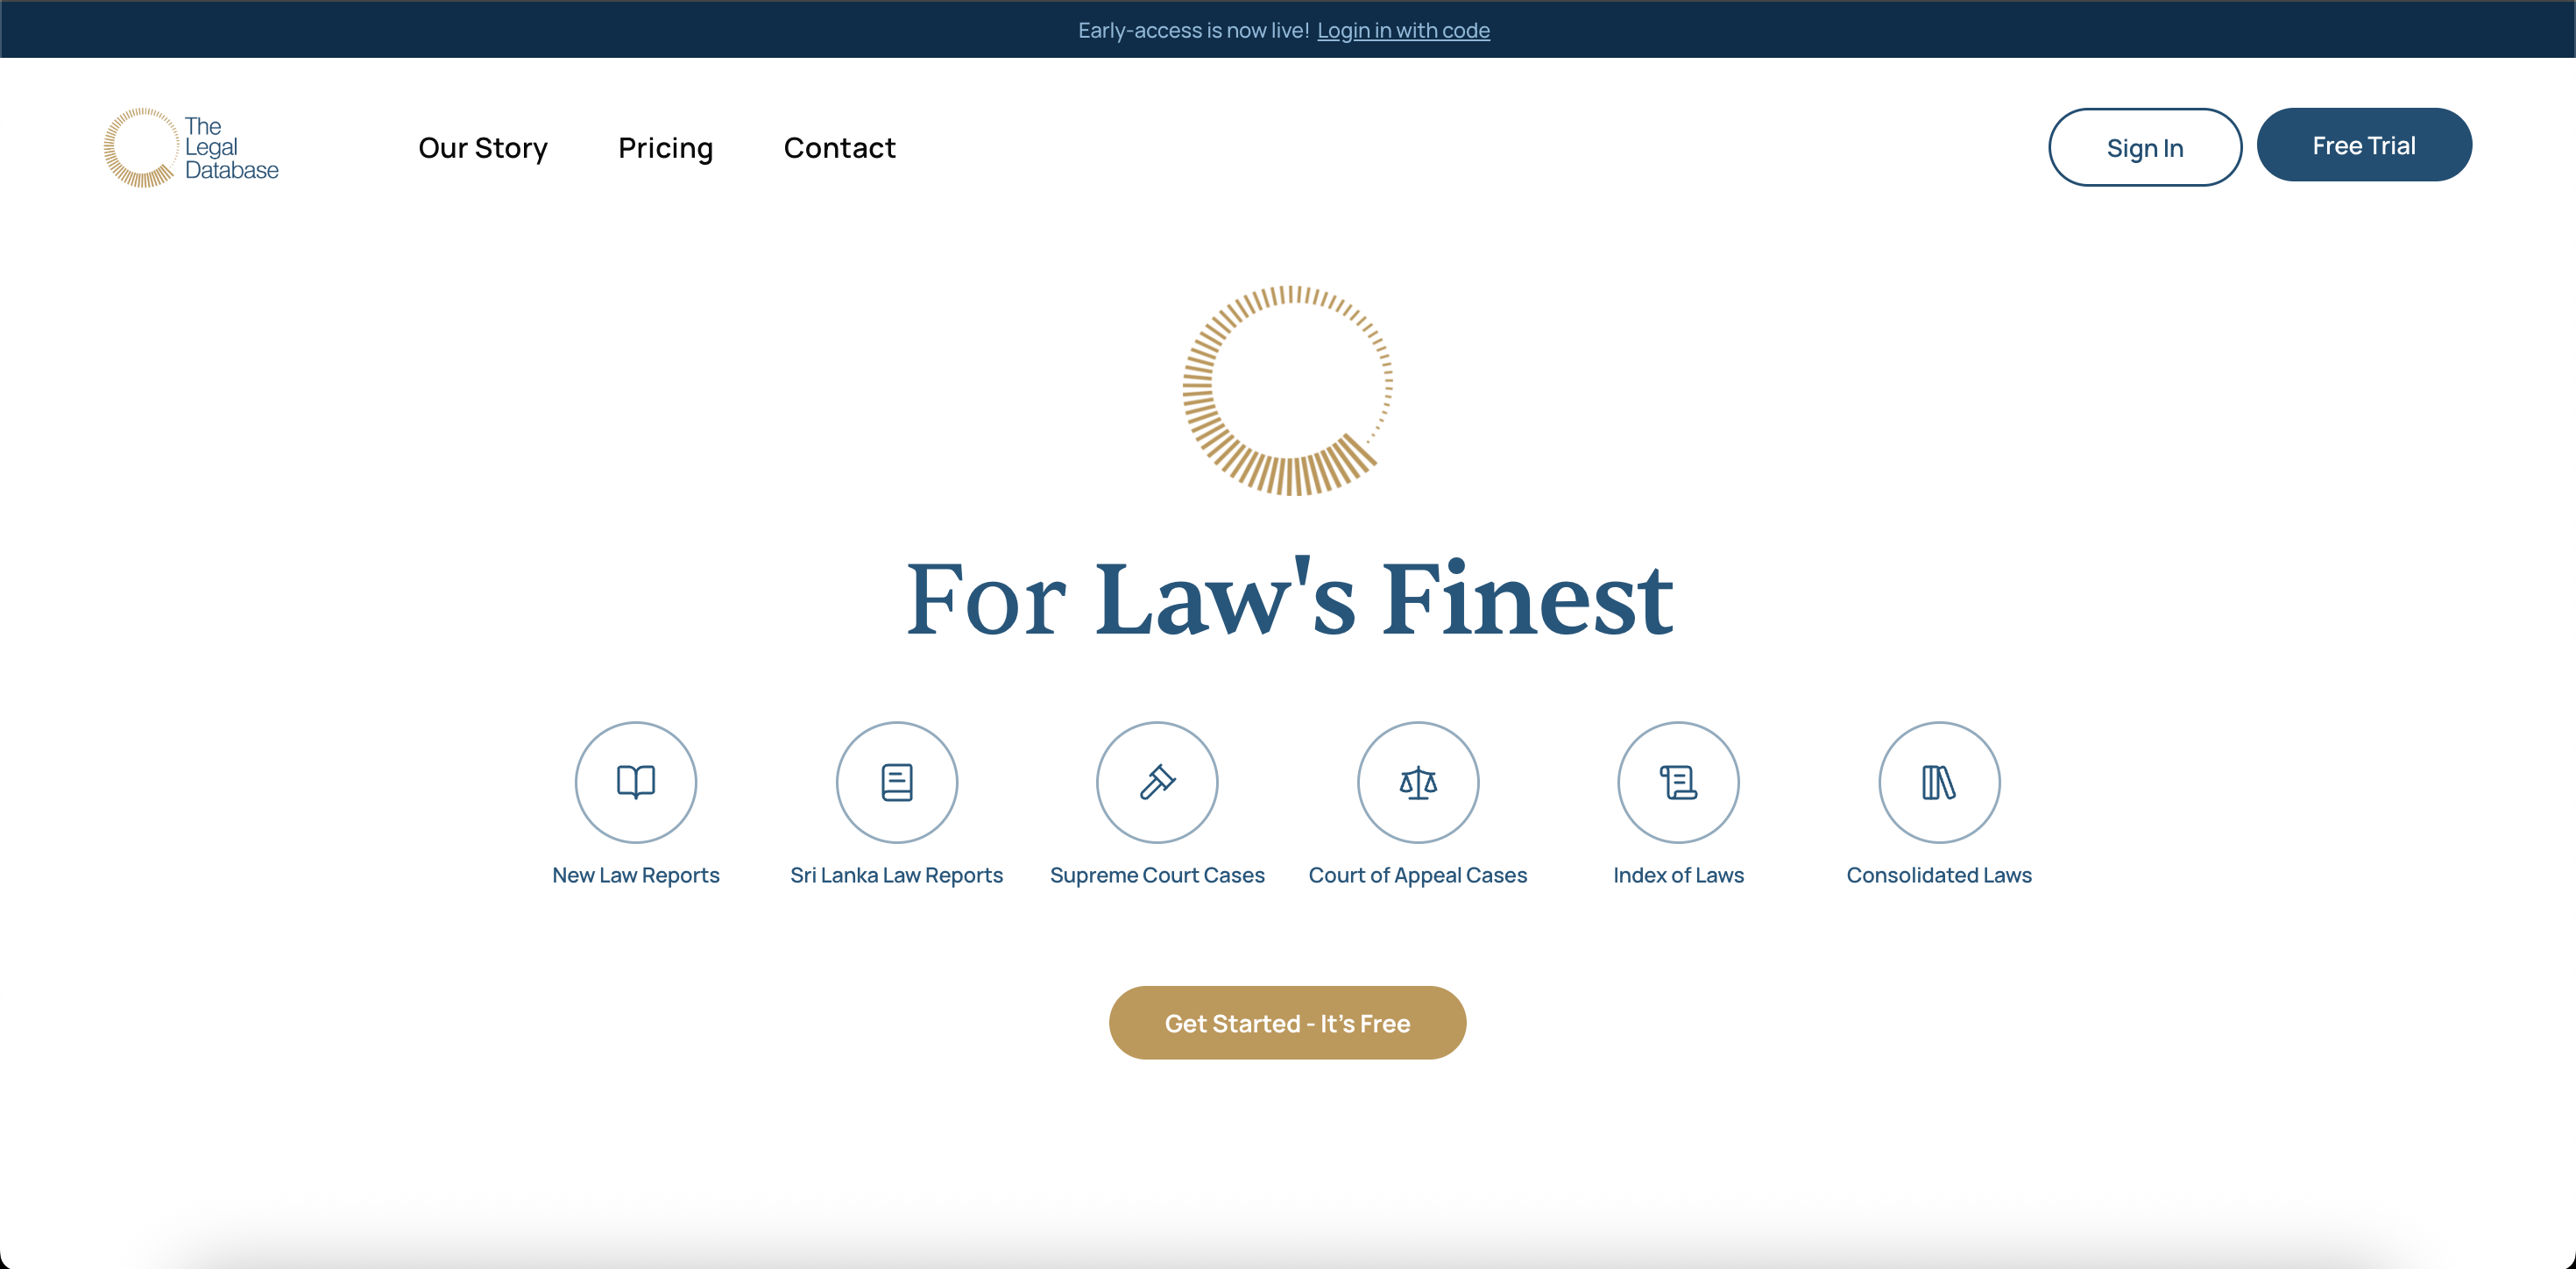 Early-access is now live! Login in with code
The
Legal
Database
Our Story
Pricing
Contact
Sign In
Free Trial
For Law's Finest
New Law Reports
Sri Lanka Law Reports
Supreme Court Cases
Court of Appeal Cases
Index of Laws
Consolidated Laws
Get Started - It’s Free